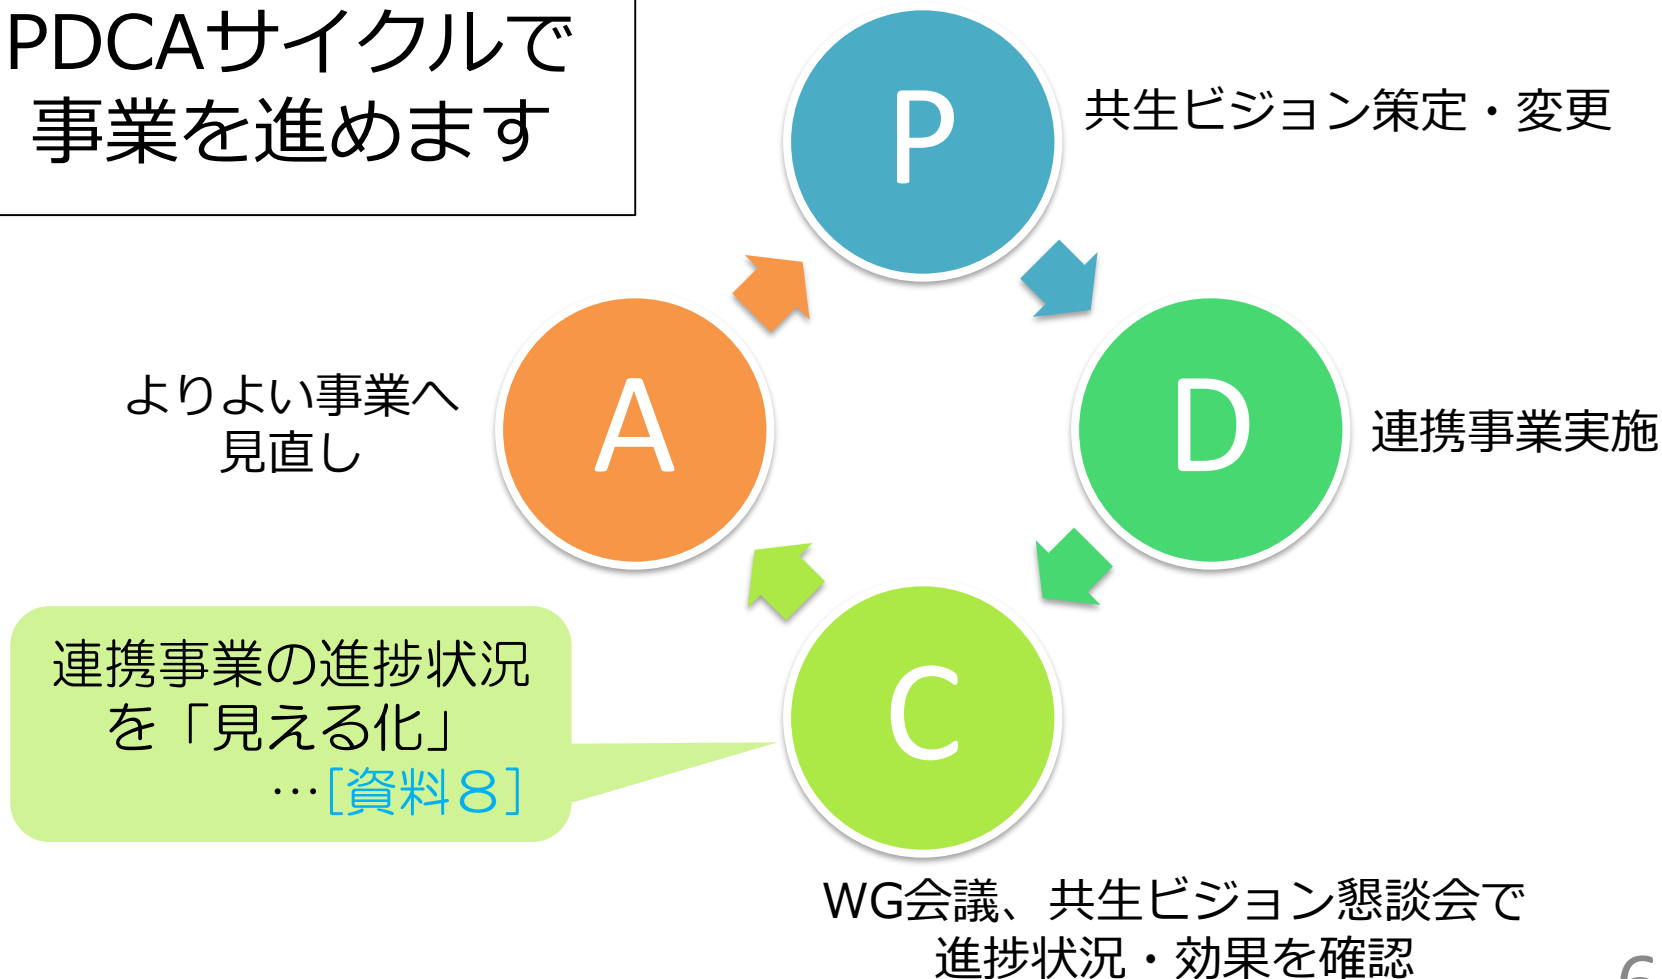 PDCAサイクルで
事業を進めます
P
共生ビジョン策定・変更
D
連携事業実施
C
WG会議、共生ビジョン懇談会で
進捗状況・効果を確認
A
よりよい事業へ
見直し
連携事業の進捗状況
を「見える化」
…[資料８]
6